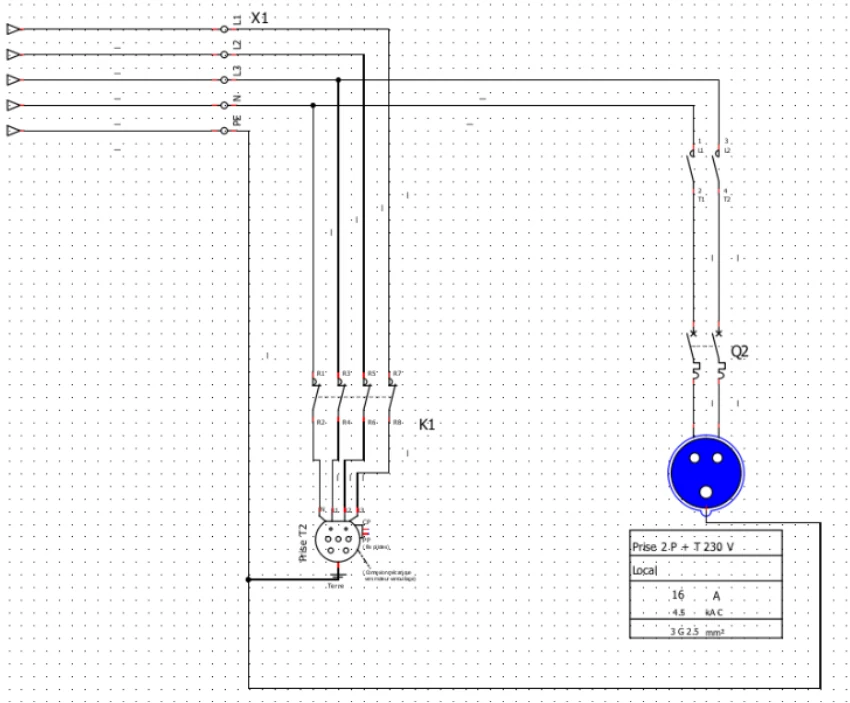 X1
L1
L2
L3
N
PE
1 3
L1 L2
2 4
T1 T2
Q2
R1' R3' R5' R7'
R2- R4- R6- R8-
K1
Prise T2
CP
PP
Terre
Prise 2 P + T 230 V
Local
16 A
4.5 kA C
3 G 2.5 mm²